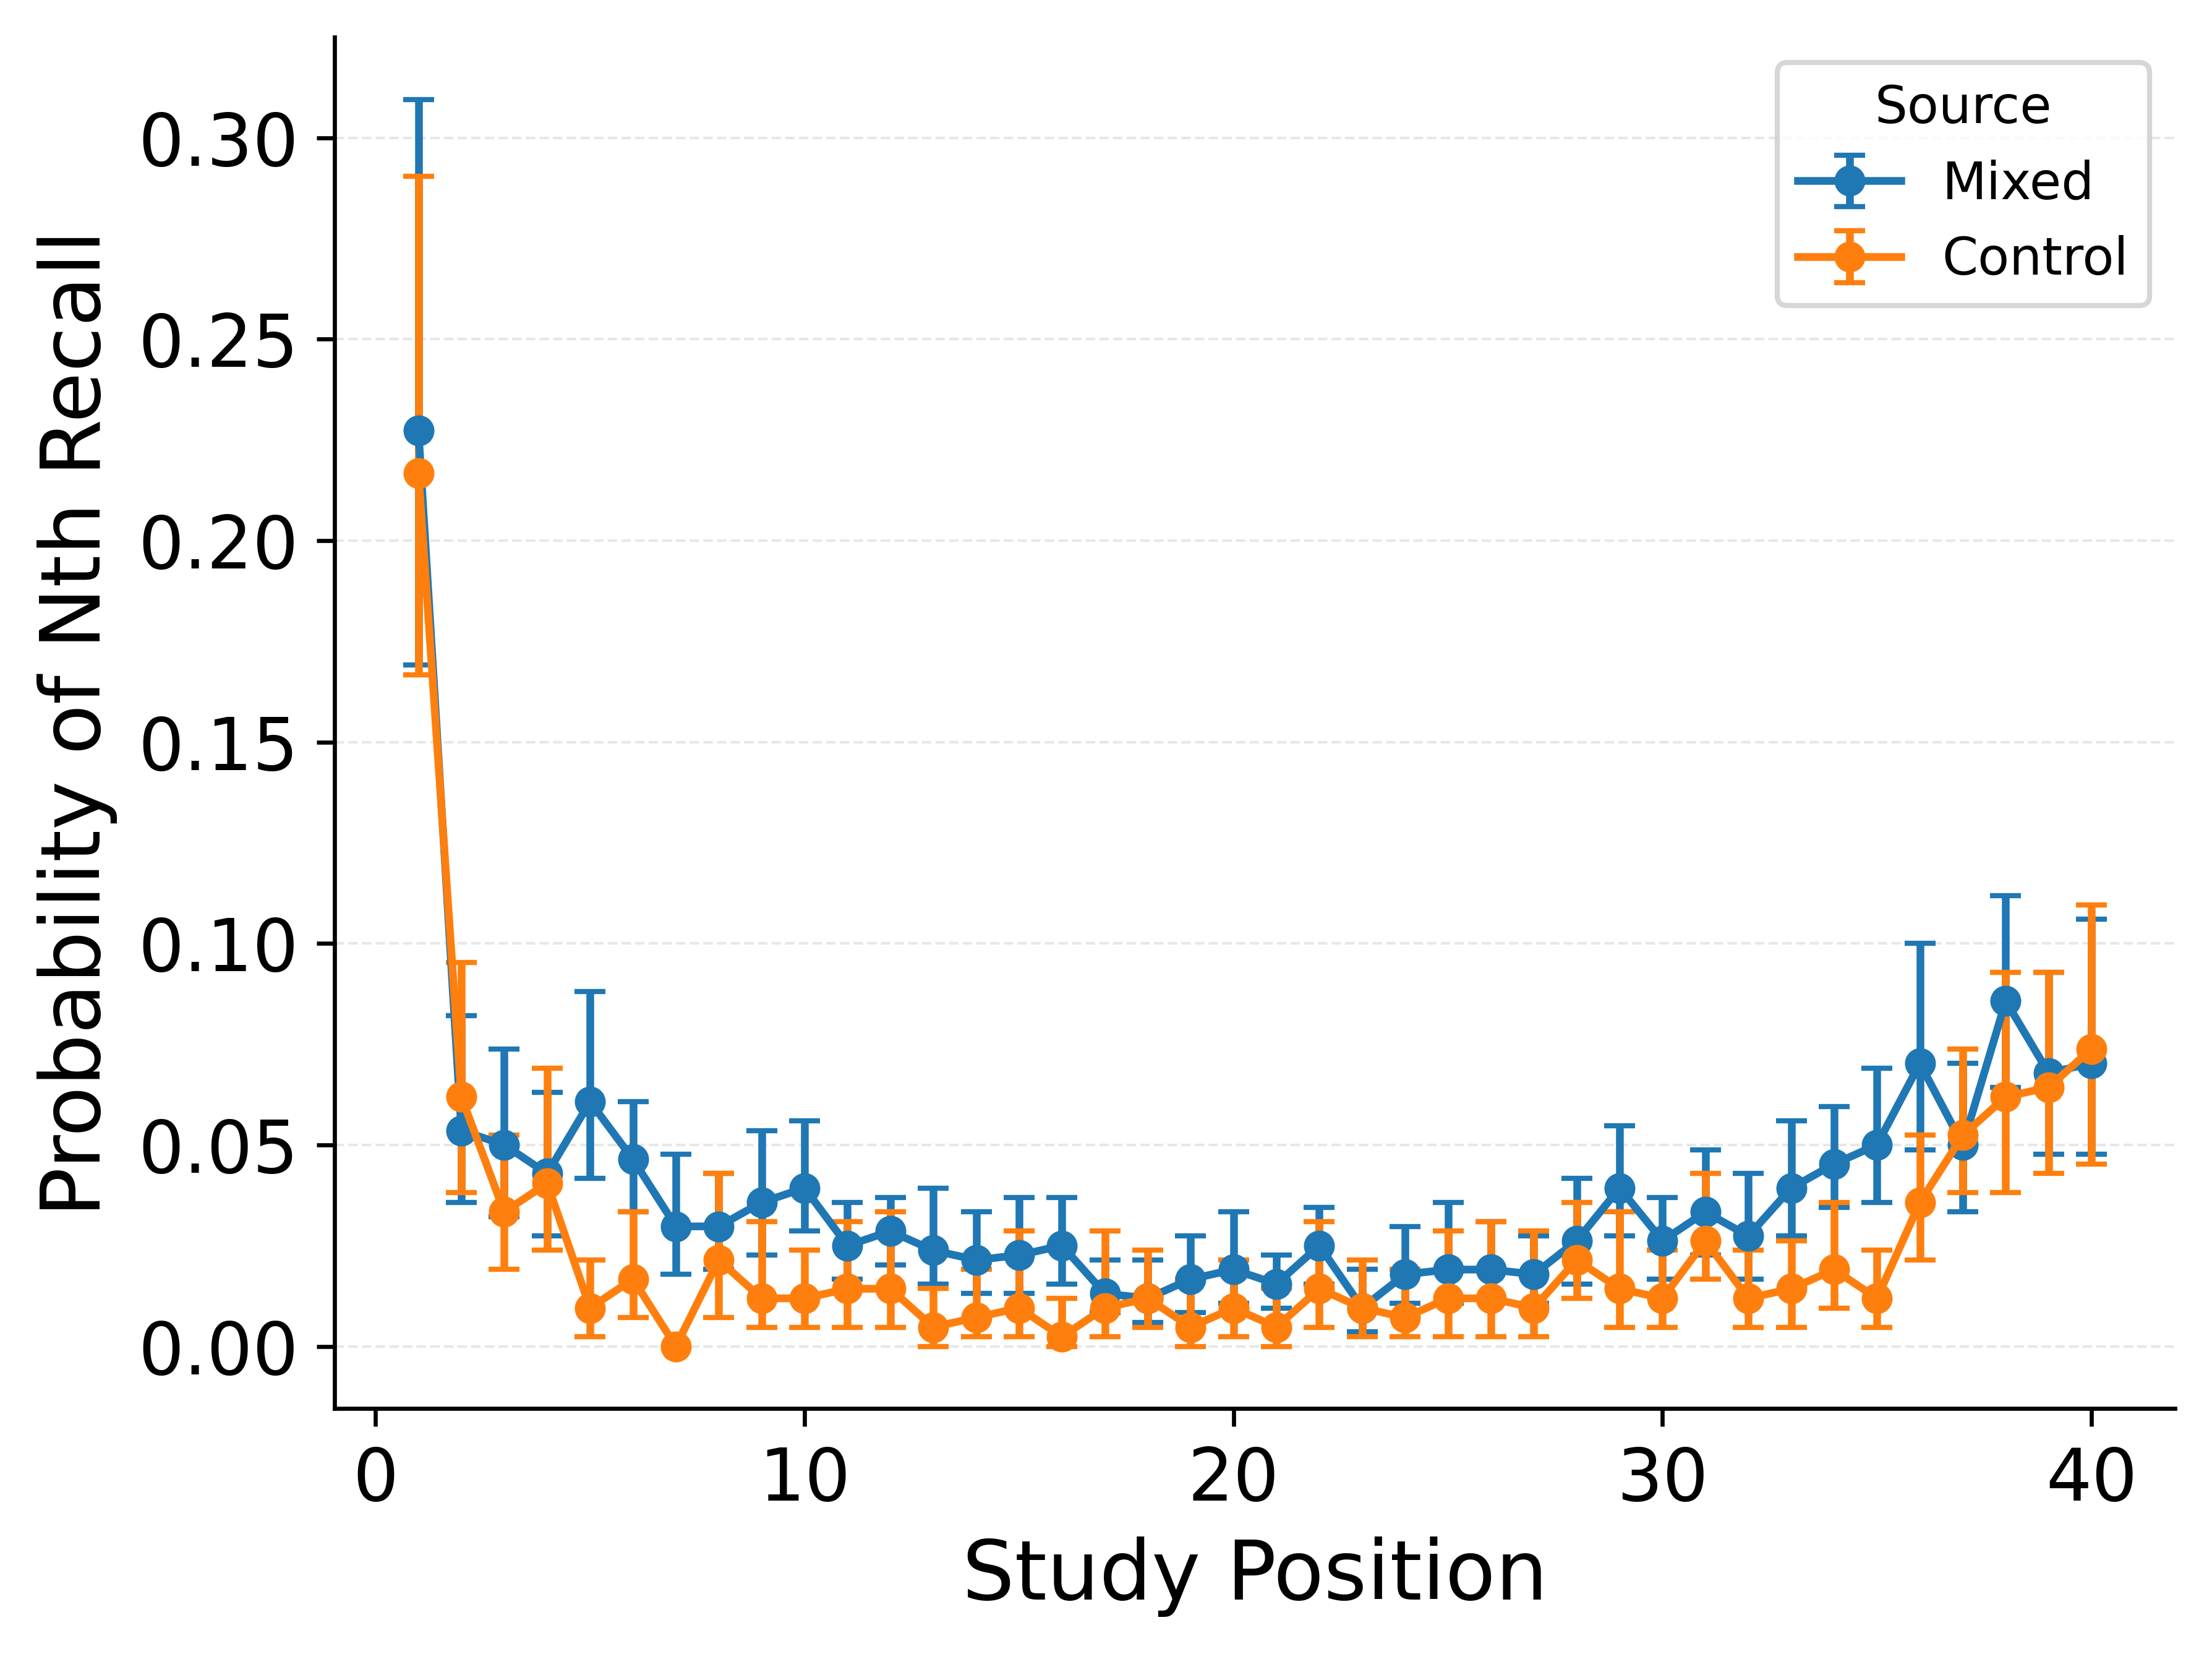 Probability of Nth Recall
0.30
0.25
0.20
0.15
0.10
0.05
0.00
Source
Mixed
Control
0 10 20 30 40
Study Position